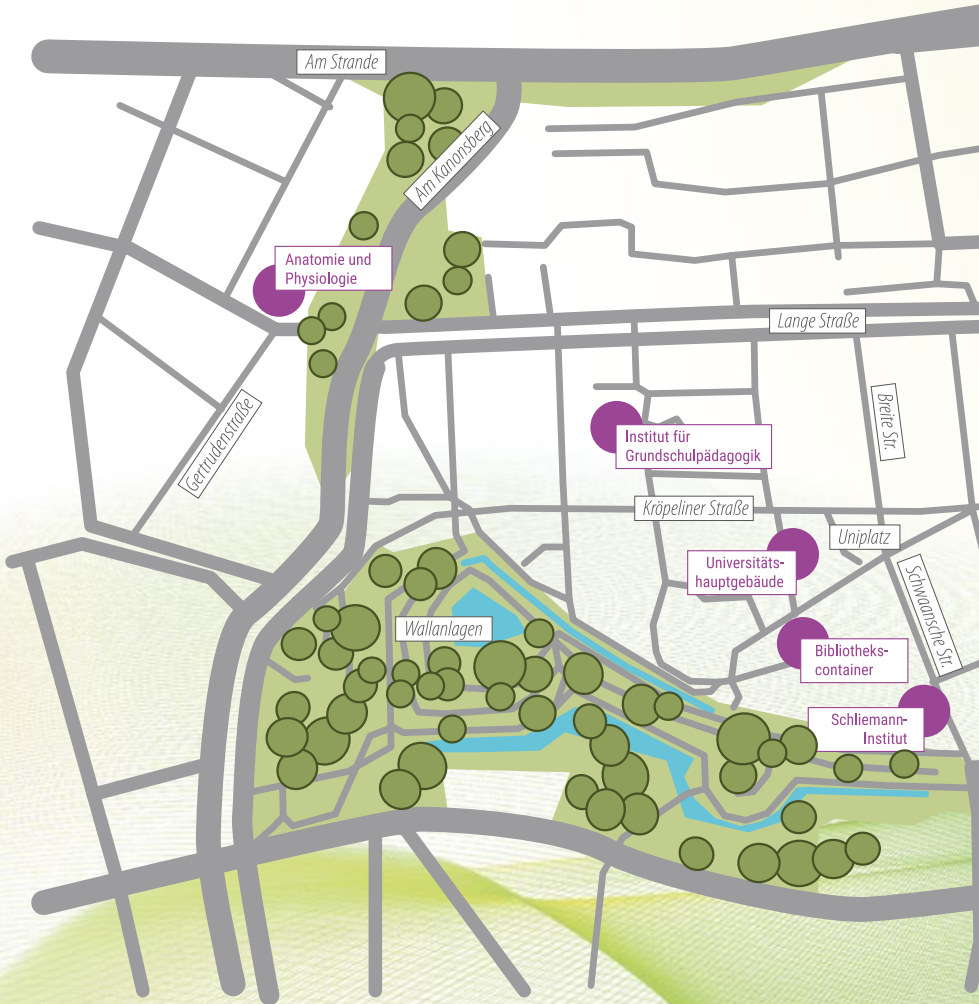 Am Strande
Am Kanonsberg
Anatomie und
Physiologie
Lange Straße
Gertrudenstraße
Breite Str.
Institut für
Grundschulpädagogik
Kröpeliner Straße
Uniplatz
Universitäts-
hauptgebäude
Schwaansche Str.
Wallanlagen
Bibliotheks-
container
Schliemann-
Institut